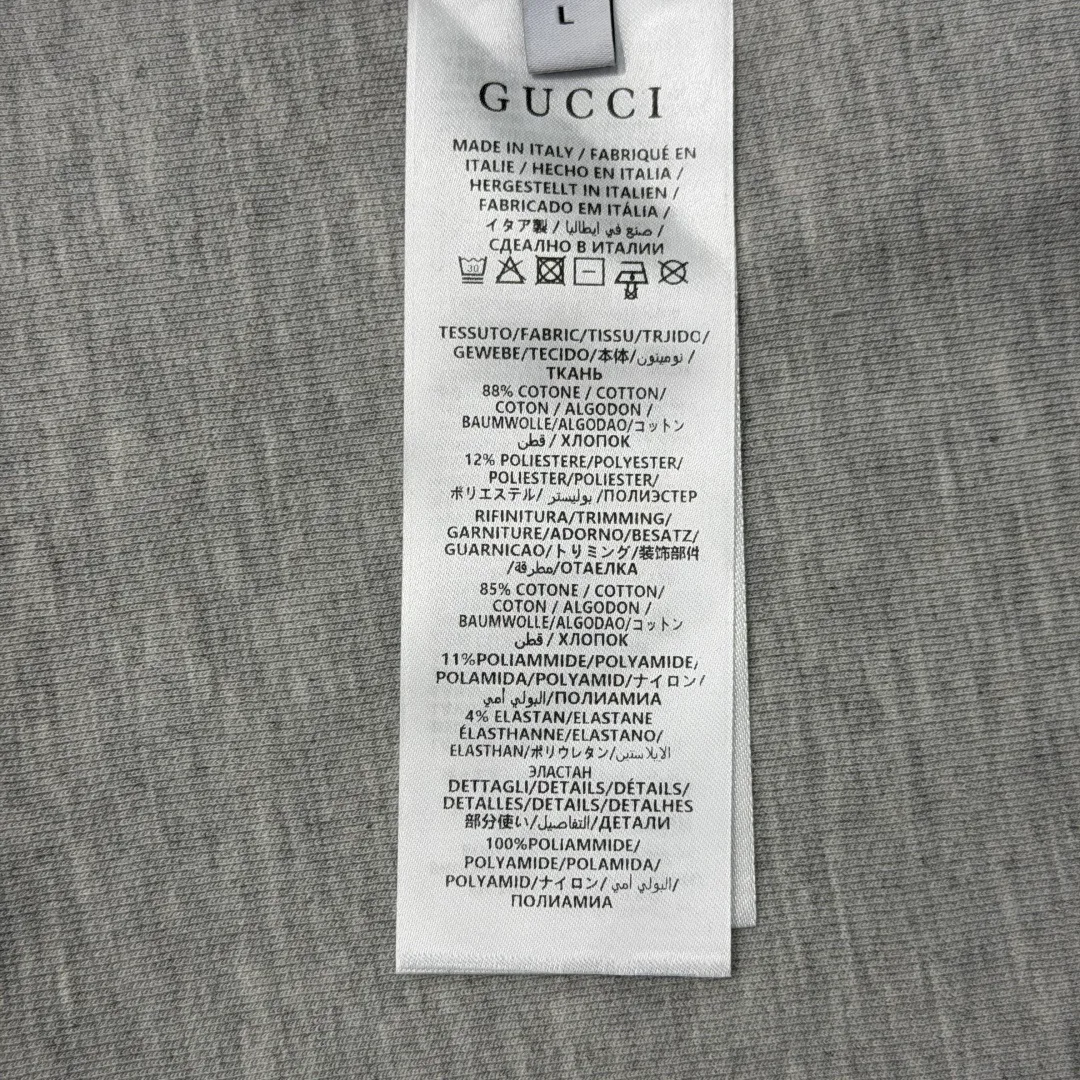 L
GUCCI
MADE IN ITALY / FABRIQUÉ EN
ITALIE / HECHO EN ITALIA /
HERGESTELLT IN ITALIEN /
FABRICADO EM ITÁLIA /
イタア製 / صنع في ايطاليا /
СДЕАЛНО В ИТАЛИИ
30
TESSUTO/FABRIC/TISSU/TRJIDO/
GEWEBE/TECIDO/本体/نومينون /
ТКАНЬ
88% COTONE / COTTON/
COTON / ALGODON /
BAUMWOLLE/ALGODAO/コットン
قطن / ХЛОПОК
12% POLIESTERE/POLYESTER/
POLIESTER/POLIESTER/
ポリエステル/ بوليستر /ПОЛИЭСТЕР
RIFINITURA/TRIMMING/
GARNITURE/ADORNO/BESATZ/
GUARNICAO/トリミング/装饰部件
/مطرقة/ОТАЕЛКА
85% COTONE / COTTON/
COTON / ALGODON /
BAUMWOLLE/ALGODAO/コットン
قطن / ХЛОПОК
11%POLIAMMIDE/POLYAMIDE/
POLAMIDA/POLYAMID/ナイロン/
البولي أمي/ПОЛИАМИА
4% ELASTAN/ELASTANE
ÉLASTHANNE/ELASTANO/
ELASTHAN/ポリウレタン/الايلاستين
ЭЛАСТАН
DETTAGLI/DETAILS/DÉTAILS/
DETALLES/DETAILS/DETALHES
部分使い/التفاصيل/ДЕТАЛИ
100%POLIAMMIDE/
POLYAMIDE/POLAMIDA/
POLYAMID/ナイロン/ البولي أمي/
ПОЛИАМИА